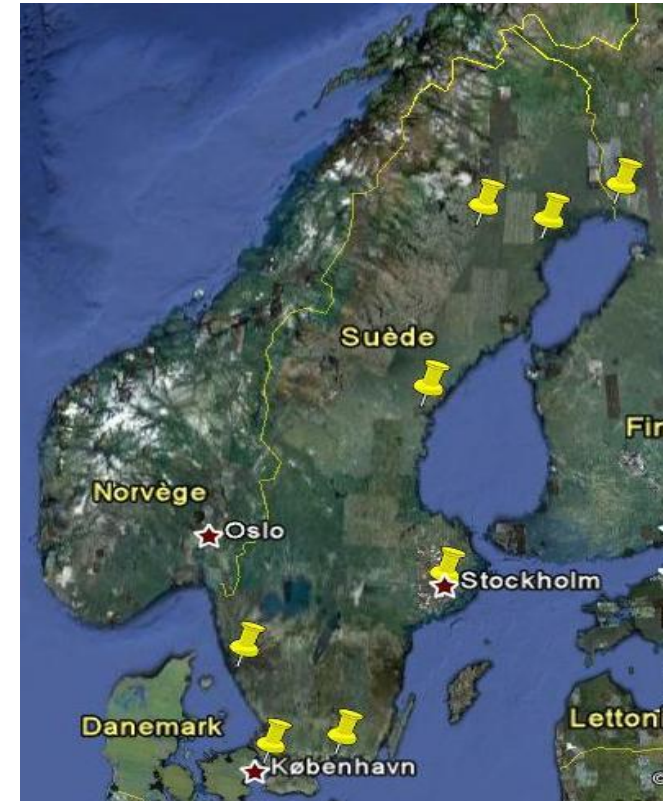 Suède
Fin
Norvège
Oslo
Stockholm
Danemark
Letton
København
©